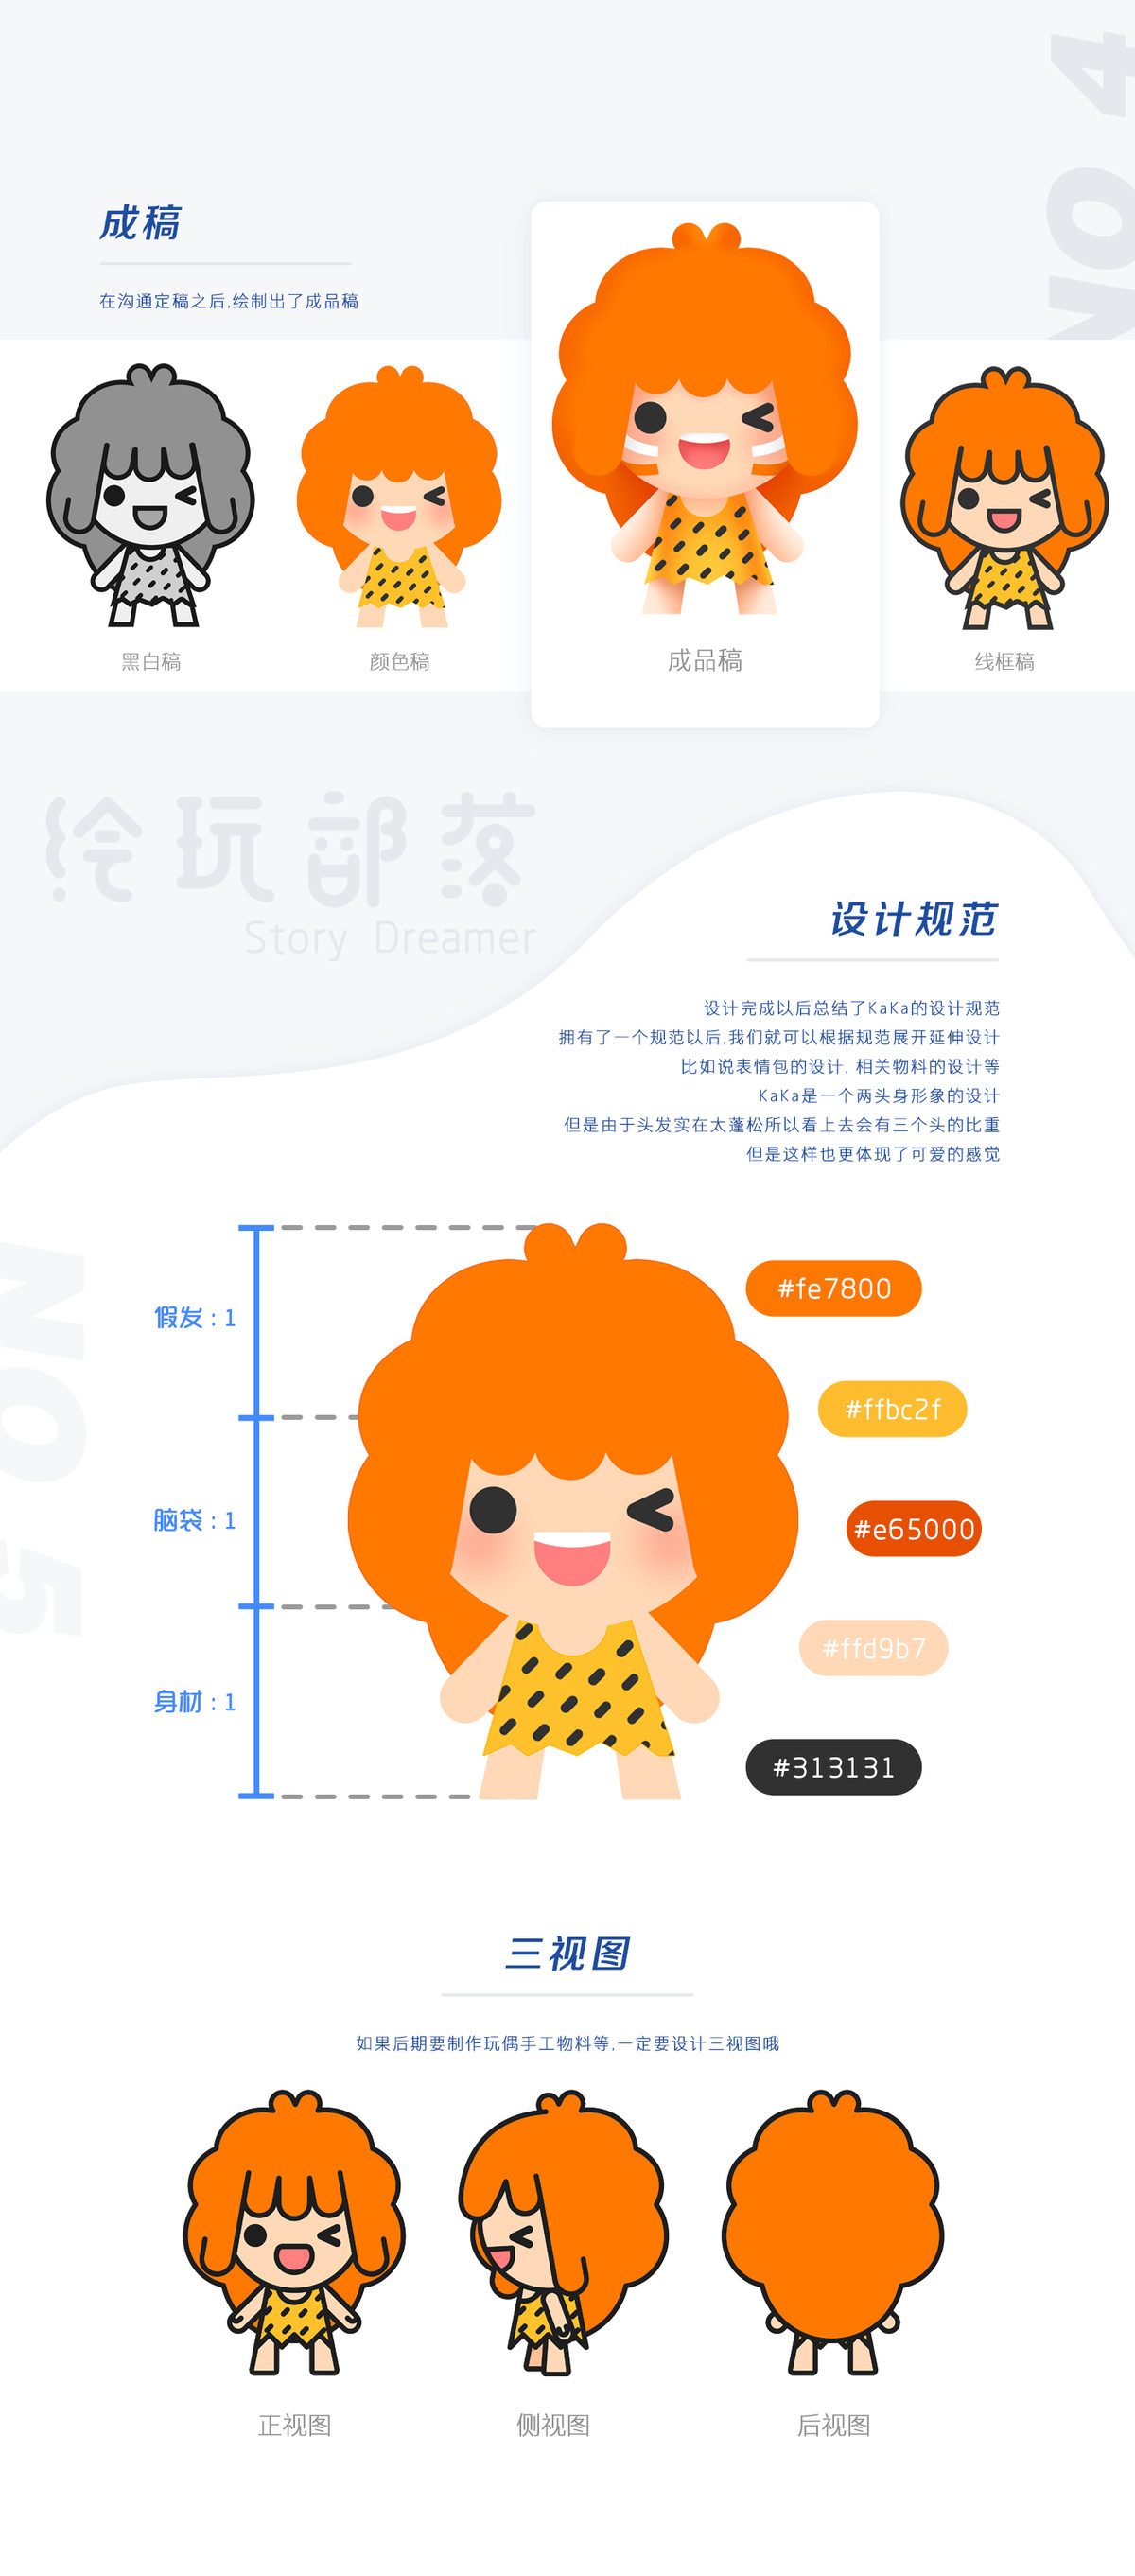 NO 4
成稿
在沟通定稿之后,绘制出了成品稿
黑白稿
颜色稿
成品稿
线框稿
绘玩部落
Story Dreamer
设计规范
设计完成以后总结了KaKa的设计规范
拥有了一个规范以后,我们就可以根据规范展开延伸设计
比如说表情包的设计, 相关物料的设计等
KaKa是一个两头身形象的设计
但是由于头发实在太蓬松所以看上去会有三个头的比重
但是这样也更体现了可爱的感觉
NO 5
假发 : 1
脑袋 : 1
身材 : 1
#fe7800
#ffbc2f
#e65000
#ffd9b7
#313131
三视图
如果后期要制作玩偶手工物料等,一定要设计三视图哦
正视图
侧视图
后视图